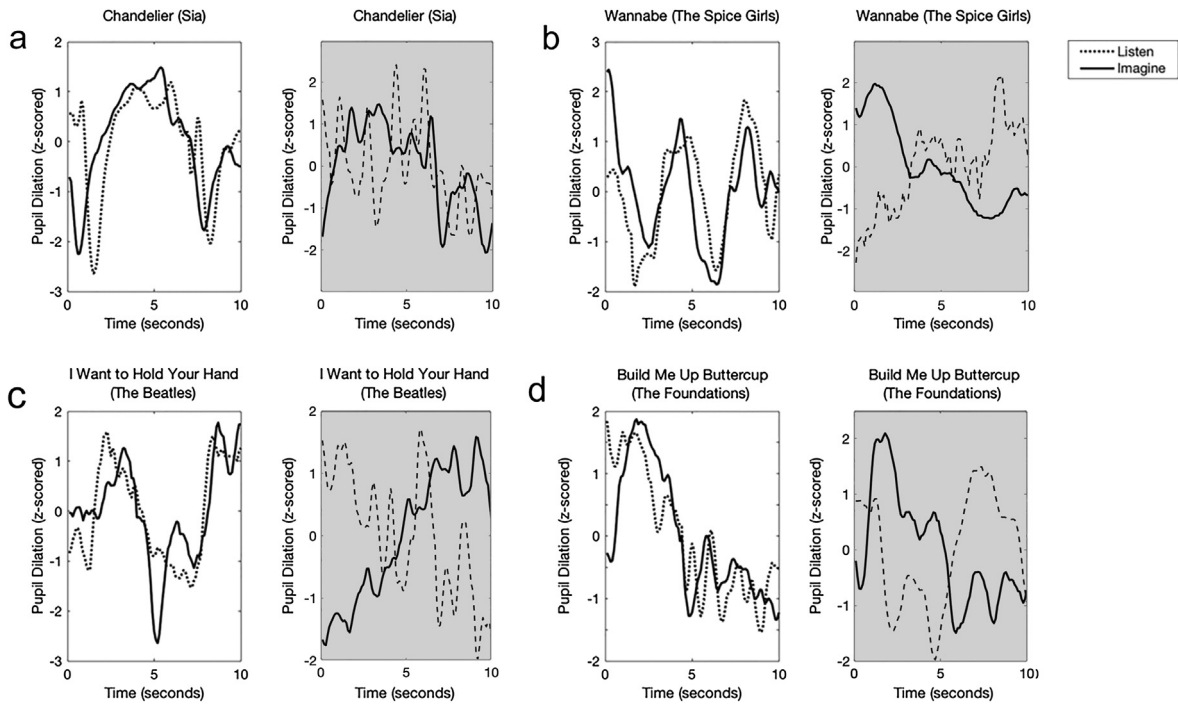 a
Chandelier (Sia)
Pupil Dilation (z-scored)
2
1
0
-1
-2
-3
0
5
10
Time (seconds)
Chandelier (Sia)
Pupil Dilation (z-scored)
2
1
0
-1
-2
0
5
10
Time (seconds)
b
Wannabe (The Spice Girls)
Pupil Dilation (z-scored)
3
2
1
0
-1
-2
0
5
10
Time (seconds)
Wannabe (The Spice Girls)
Pupil Dilation (z-scored)
2
1
0
-1
-2
0
5
10
Time (seconds)
Listen
Imagine
c
I Want to Hold Your Hand
(The Beatles)
Pupil Dilation (z-scored)
2
1
0
-1
-2
-3
0
5
10
Time (seconds)
I Want to Hold Your Hand
(The Beatles)
Pupil Dilation (z-scored)
2
1
0
-1
-2
0
5
10
Time (seconds)
d
Build Me Up Buttercup
(The Foundations)
Pupil Dilation (z-scored)
2
1
0
-1
-2
0
5
10
Time (seconds)
Build Me Up Buttercup
(The Foundations)
Pupil Dilation (z-scored)
2
1
0
-1
-2
0
5
10)
Time (seconds)